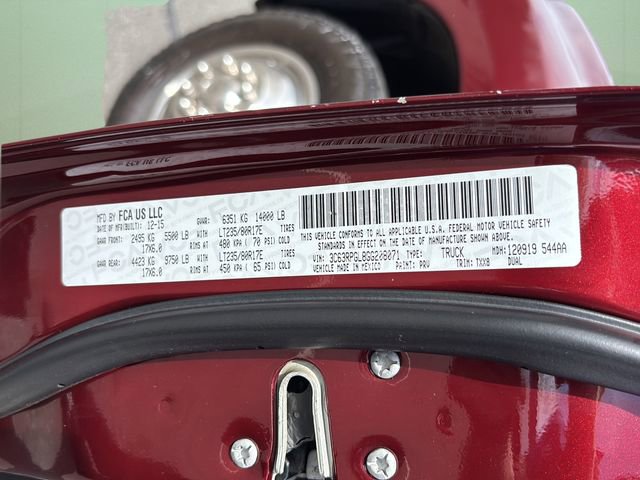 MFD BY FCA US LLC GVWR: 6351 KG 14000 LB
DATE OF MFR(BUILT): 12-15
GAWR FRONT: 2495 KG 5500 LB WITH LT235/80R17E TIRES
17X6.0 RIMS AT 480 KPA ( 70 PSI) COLD
GAWR REAR: 4423 KG 9750 LB WITH LT235/80R17E TIRES
17X6.0 RIMS AT 450 KPA ( 65 PSI) COLD
THIS VEHICLE CONFORMS TO ALL APPLICABLE U.S.A. FEDERAL MOTOR VEHICLE SAFETY
STANDARDS IN EFFECT ON THE DATE OF MANUFACTURE SHOWN ABOVE.
VIN: 3C63RPGL8GG208071 TYPE: TRUCK MDH: 120919 544AA
VEHICLE MADE IN MEXICO PAINT: PRV TRIM: TXX8 DUAL